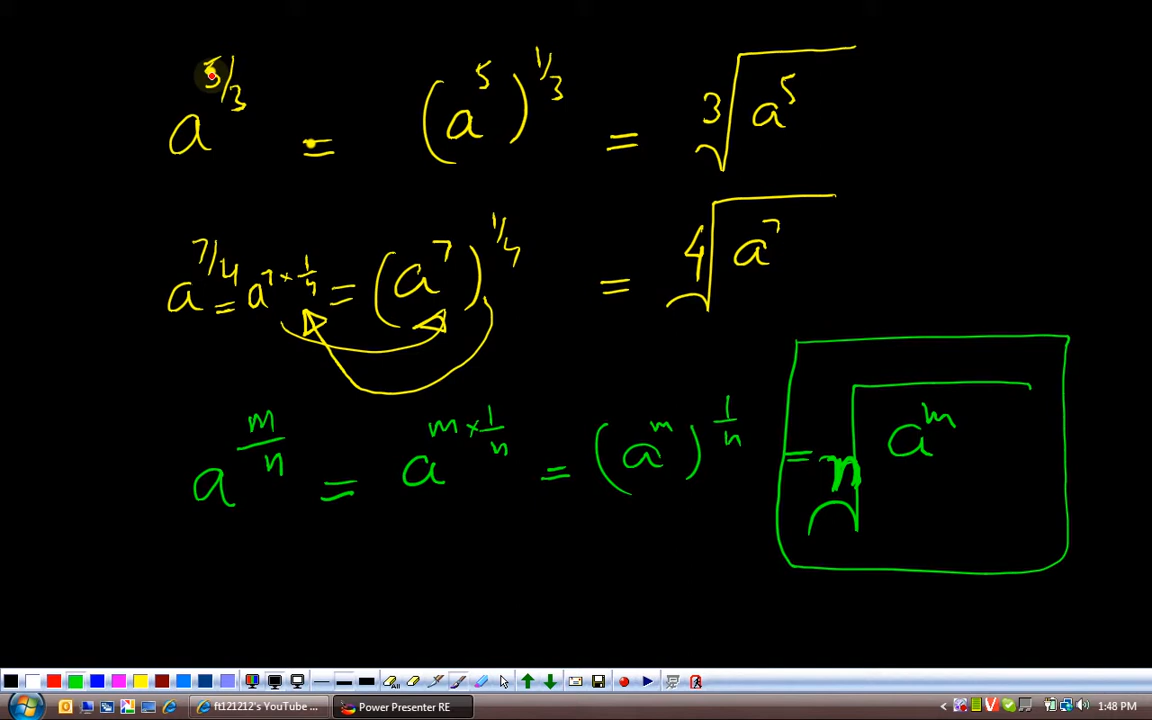 a^5/3 = (a^5)^1/3 = ∛a^5
a^7/4 = a^7×1/4 = (a^7)^1/4 = ∜a^7
a^m/n = a^m×1/n = (a^m)^1/n = ⁿ√a^m
All
ft121212's YouTube ... Power Presenter RE 1:48 PM